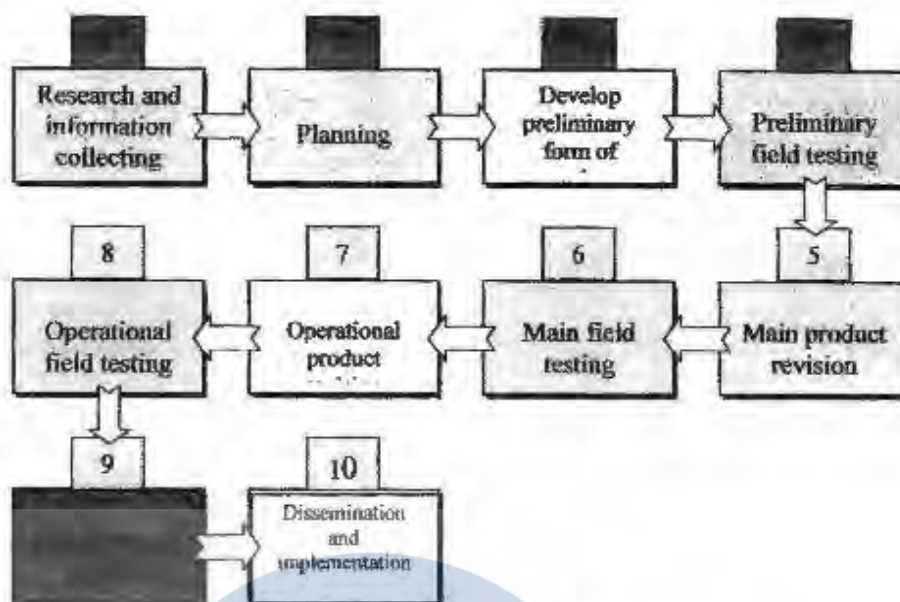 Research and
information
collecting
Planning
Develop
preliminary
form of
Preliminary
field testing
5
Main product
revision
6
Main field
testing
7
Operational
product
8
Operational
field testing
9
10
Dissemination
and
implementation